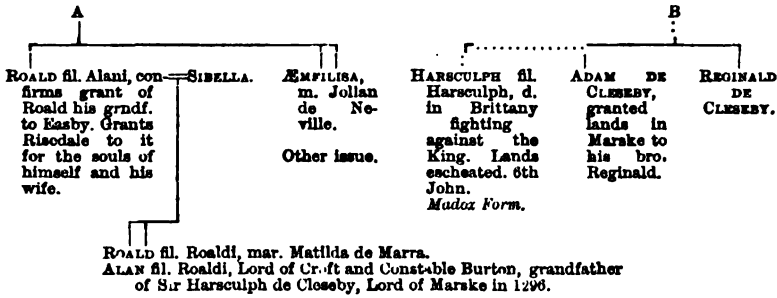 A
B
ROALD fil. Alani, con-
firms grant of
Roald his grndf.
to Easby. Grants
Risodale to it
for the souls of
himself and his
wife.
SIBELLA.
ÆMFILISA,
m. Jollan
de Ne-
ville.
Other issue.
HARSCULPH fil.
Harsculph, d.
in Brittany
fighting
against the
King. Lands
escheated. 6th
John.
Madox Form.
ADAM DE
CLESEBY,
granted
lands in
Marske to
his bro.
Reginald.
REGINALD
DE
CLESEBY.
ROALD fil. Roaldi, mar. Matilda de Marra.
ALAN fil. Roaldi, Lord of Croft and Constable Burton, grandfather
of Sir Harsculph de Cleseby, Lord of Marske in 1296.